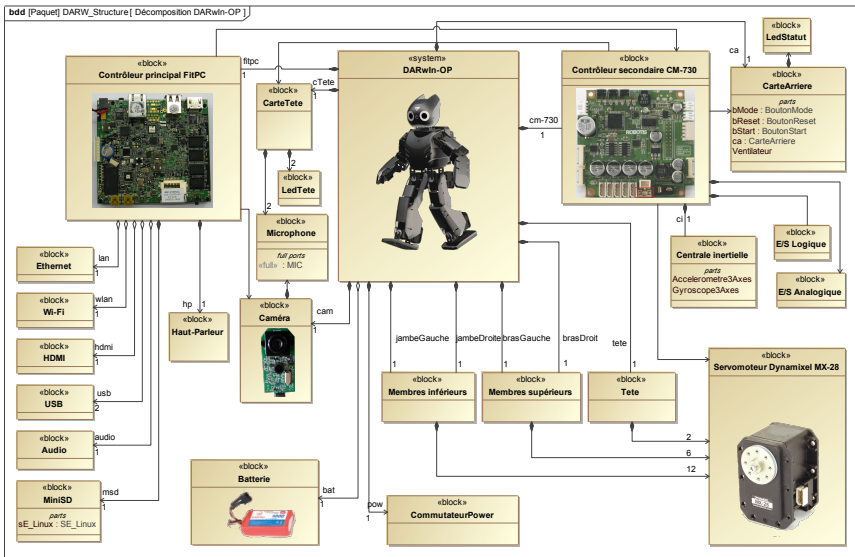 bdd [Paquet] DARW_Structure [ Décomposition DARwIn-OP ]
«block»
Contrôleur principal FitPC
fitpc
1
«block»
CarteTete
cTete
1
«system»
DARwIn-OP
cm-730
1
«block»
Contrôleur secondaire CM-730
ROBOTIS
ca
1
«block»
LedStatut
«block»
CarteArriere
parts
bMode : BoutonMode
bReset : BoutonReset
bStart : BoutonStart
ca : CarteArriere
Ventilateur
2
«block»
LedTete
2
«block»
Microphone
full ports
«full» : MIC
ci
1
«block»
Centrale inertielle
parts
Accelerometre3Axes
Gyroscope3Axes
«block»
E/S Logique
«block»
E/S Analogique
«block»
Ethernet
lan
1
«block»
Wi-Fi
wlan
1
«block»
HDMI
hdmi
1
«block»
USB
usb
2
«block»
Audio
audio
1
«block»
MiniSD
parts
sE_Linux : SE_Linux
msd
1
hp
1
«block»
Haut-Parleur
«block»
Caméra
cam
1
jambeGauche
1
jambeDroite
1
brasGauche
1
brasDroit
1
tete
1
«block»
Membres inférieurs
«block»
Membres supérieurs
«block»
Tete
2
6
12
«block»
Servomoteur Dynamixel MX-28
«block»
Batterie
bat
1
pow
1
«block»
CommutateurPower